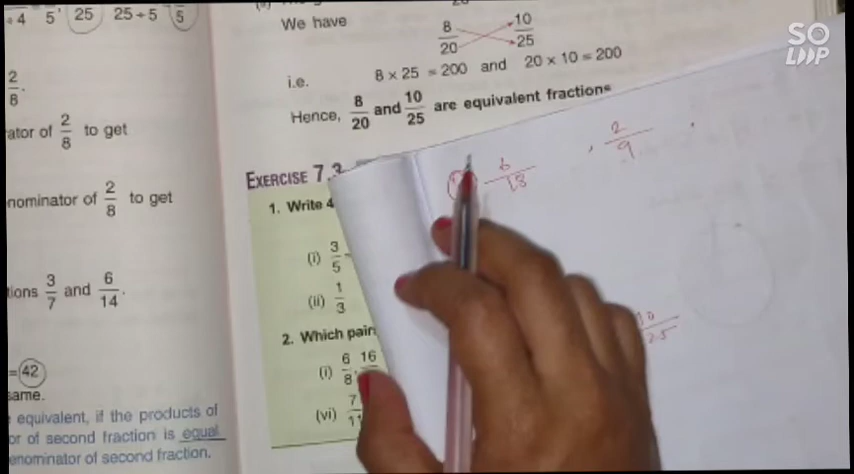 ÷4 5, 25 25÷5 5
2/8.
ator of 2/8 to get
nominator of 2/8 to get
tions 3/7 and 6/14.
=42
same.
equivalent, if the products of
or of second fraction is equal
enominator of second fraction.
We have 8/20 10/25
i.e. 8 × 25 = 200 and 20 × 10 = 200
Hence, 8/20 and 10/25 are equivalent fractions
EXERCISE 7.3
1. Write 4
(i) 3/5
(ii) 1/3
2. Which pair
(i) 6/8, 16
(vi) 7
6/18 , 2/9
10/25
SOLOOP